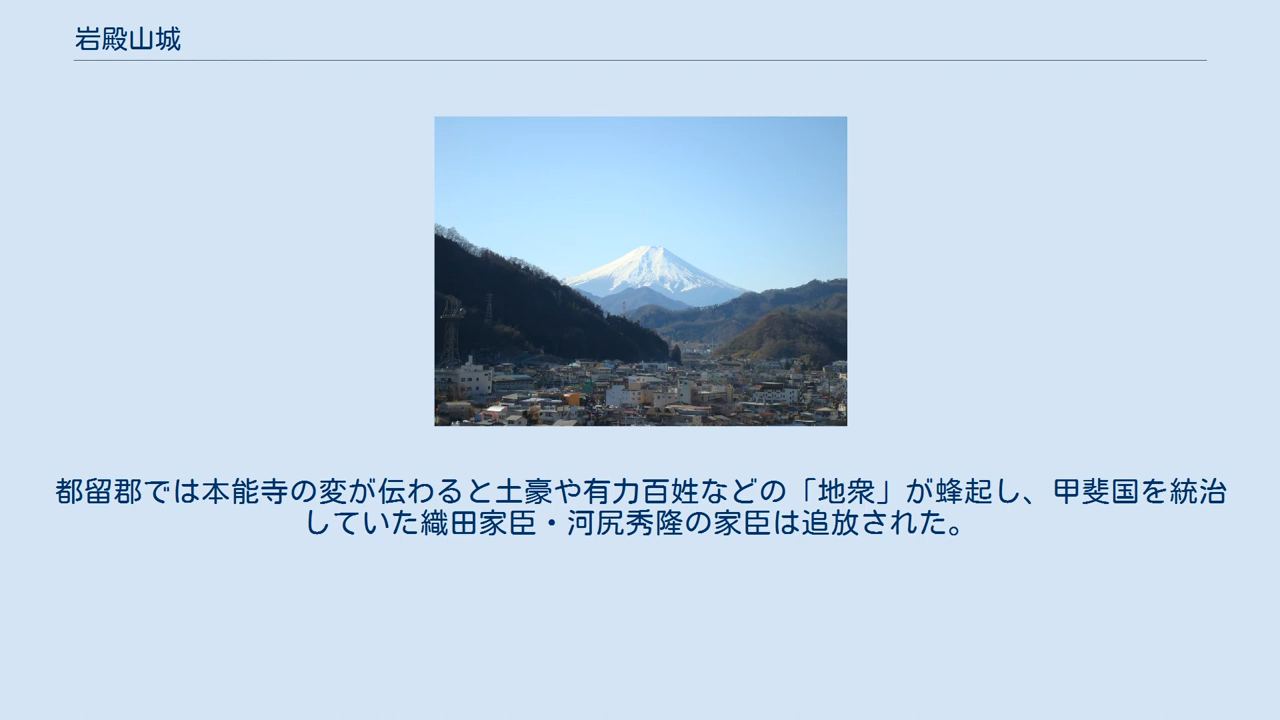 岩殿山城
都留郡では本能寺の変が伝わると土豪や有力百姓などの「地衆」が蜂起し、甲斐国を統治
していた織田家臣・河尻秀隆の家臣は追放された。